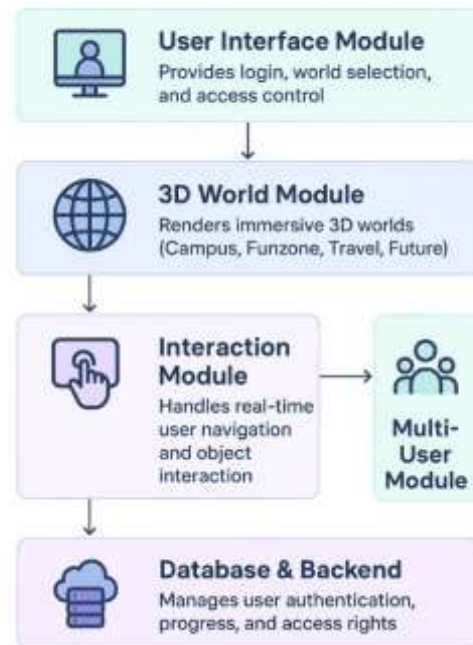 User Interface Module
Provides login, world selection,
and access control
3D World Module
Renders immersive 3D worlds
(Campus, Funzone, Travel, Future)
Interaction
Module
Handles real-time
user navigation
and object
interaction
Multi-
User
Module
Database & Backend
Manages user authentication,
progress, and access rights